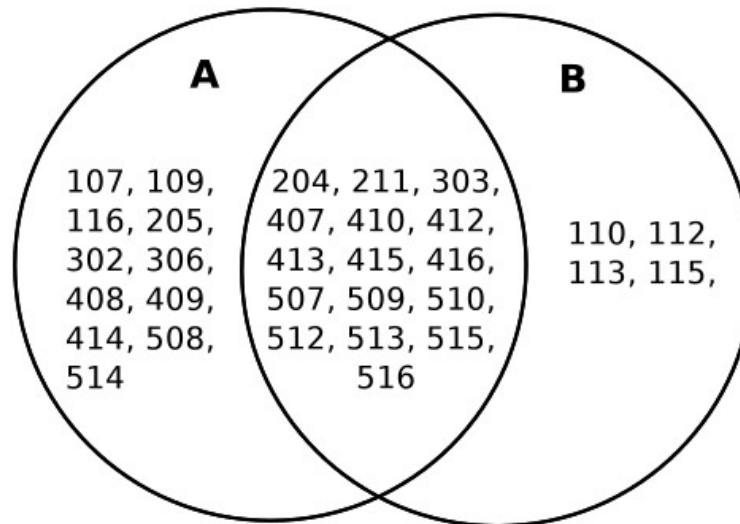 A
B
107, 109,
116, 205,
302, 306,
408, 409,
414, 508,
514
204, 211, 303,
407, 410, 412,
413, 415, 416,
507, 509, 510,
512, 513, 515,
516
110, 112,
113, 115,